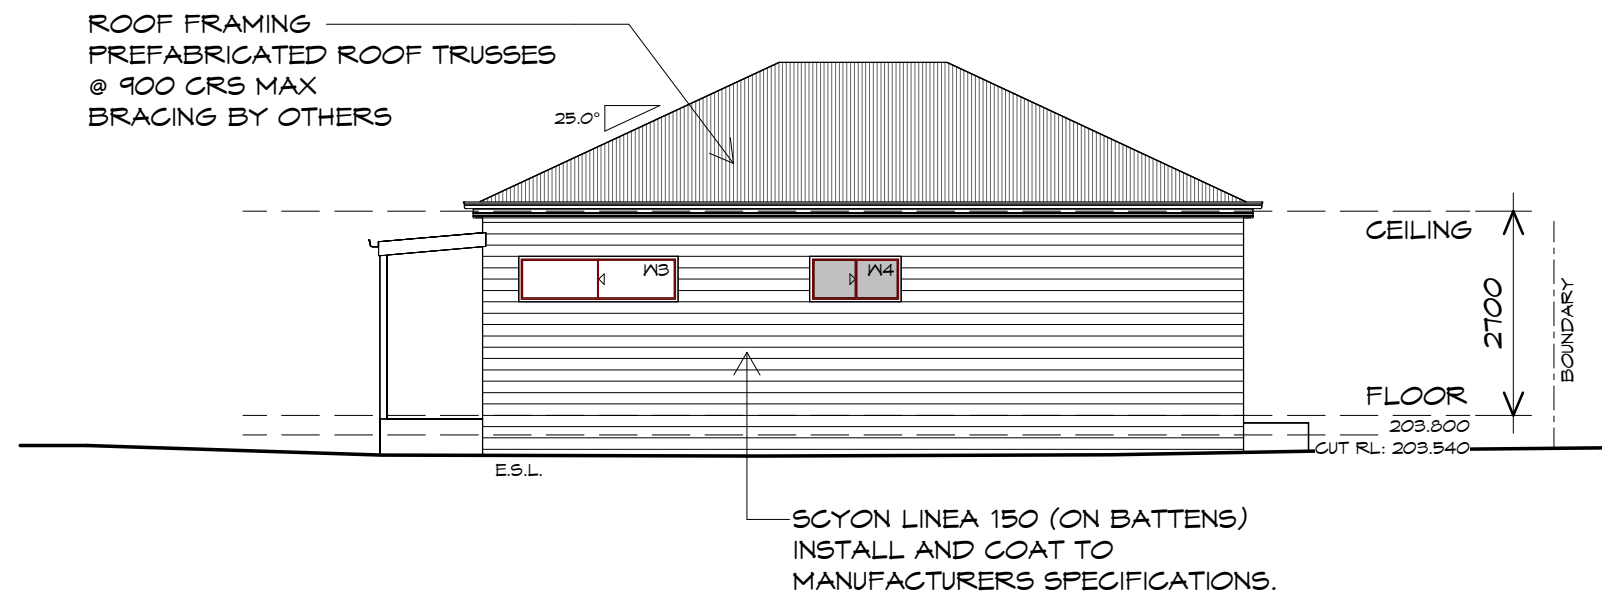 ROOF FRAMING
PREFABRICATED ROOF TRUSSES
@ 900 CRS MAX
BRACING BY OTHERS
25.0°
CEILING
W3
W4
2700
BOUNDARY
FLOOR
203.800
CUT RL: 203.540
E.S.L.
SCYON LINEA 150 (ON BATTENS)
INSTALL AND COAT TO
MANUFACTURERS SPECIFICATIONS.